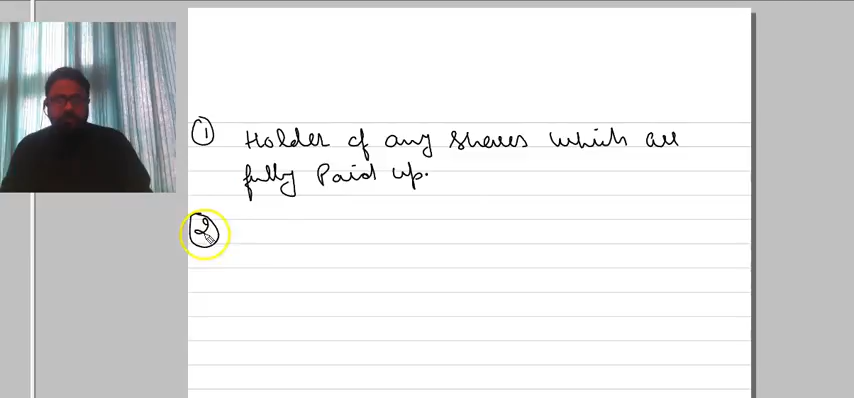 ① Holder of any shares which are
fully Paid up.
②